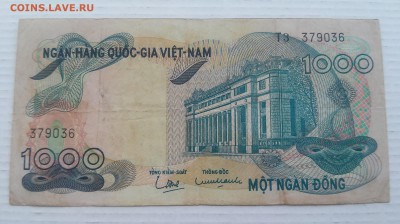 COINS.LAVE.RU
NGÂN-HÀNG QUỐC-GIA VIỆT-NAM
T3 379036
1000
379036
1000
TỔNG KIỂM-SOÁT
THỐNG-ĐỐC
MỘT NGÀN ĐỒNG